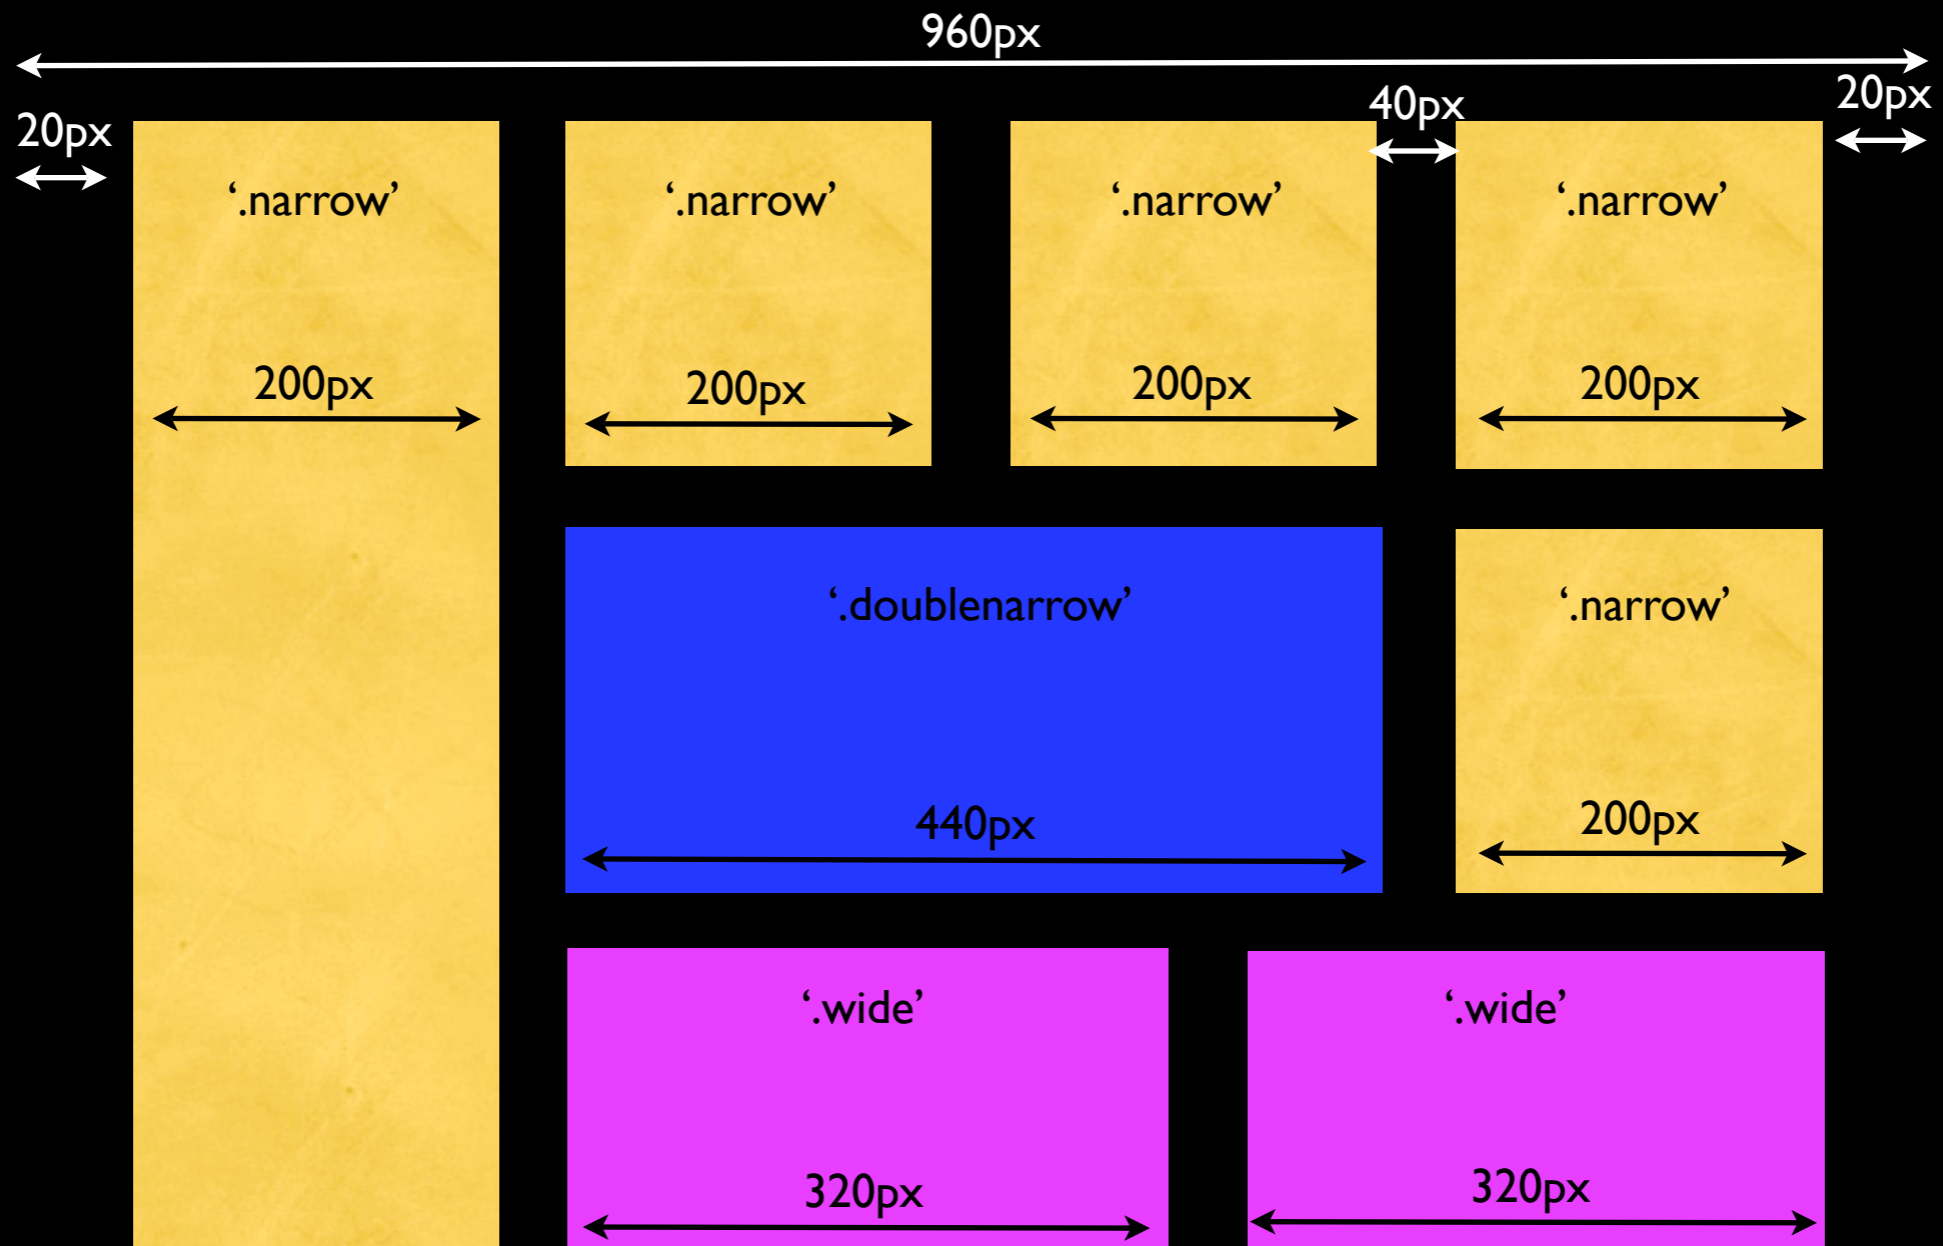 960px
20px
40px
20px
‘.narrow’
‘.narrow’
‘.narrow’
‘.narrow’
200px
200px
200px
200px
‘.doublenarrow’
‘.narrow’
440px
200px
‘.wide’
‘.wide’
320px
320px